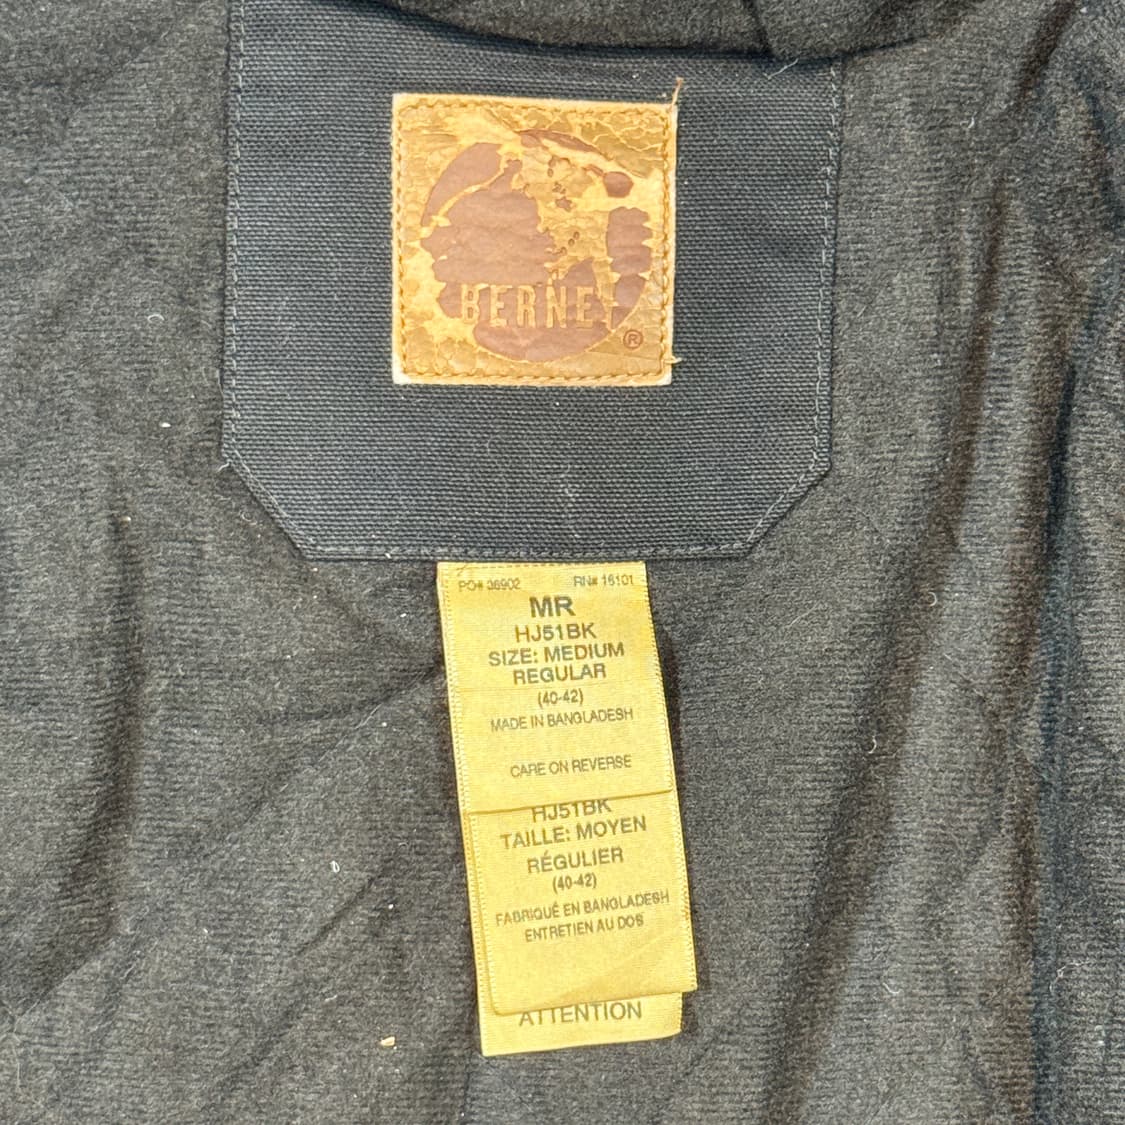 BERNE
®
PO# 36902 RN# 16101
MR
HJ51BK
SIZE: MEDIUM
REGULAR
(40-42)
MADE IN BANGLADESH
CARE ON REVERSE
HJ51BK
TAILLE: MOYEN
RÉGULIER
(40-42)
FABRIQUÉ EN BANGLADESH
ENTRETIEN AU DOS
ATTENTION